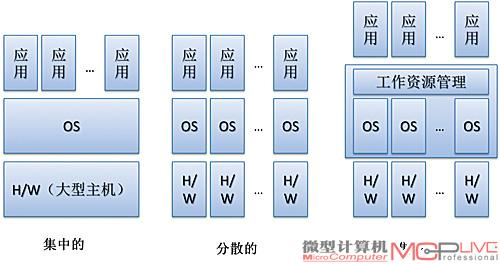 应用 应用 ... 应用
OS
H/W（大型主机）
集中的
应用 应用 ... 应用
OS OS ... OS
H/W H/W ... H/W
分散的
应用 应用 ... 应用
工作资源管理
OS OS ... OS
H/W H/W ... H/W
微型计算机
MicroComputer
MCPLIVE
Professional